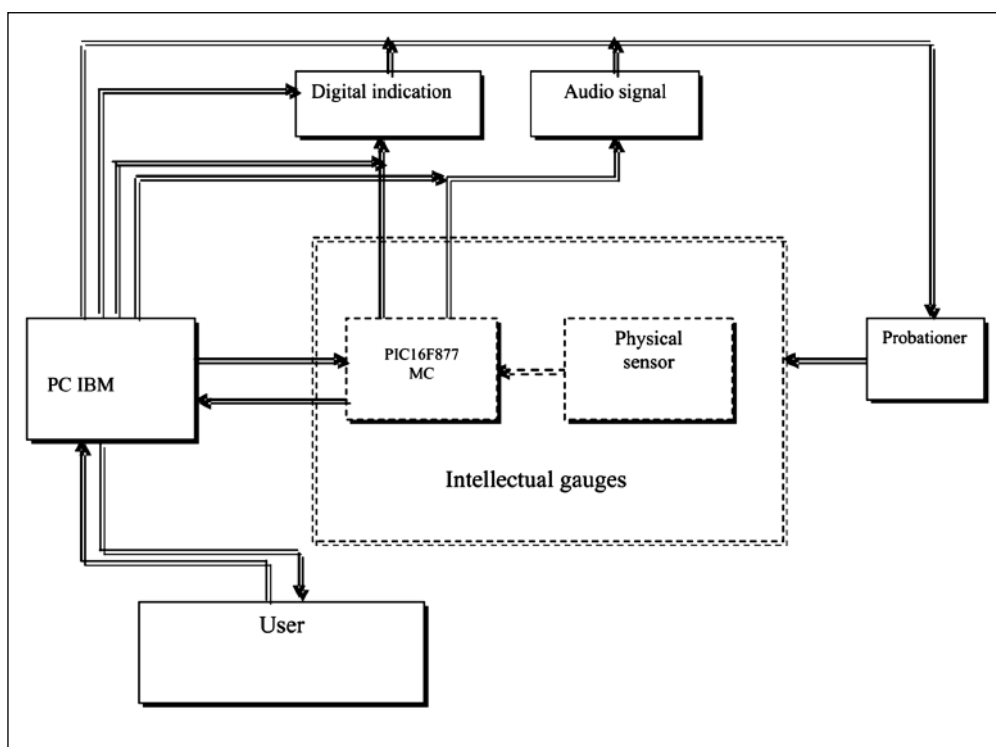 Digital indication
Audio signal
PC IBM
PIC16F877
MC
Physical
sensor
Probationer
Intellectual gauges
User